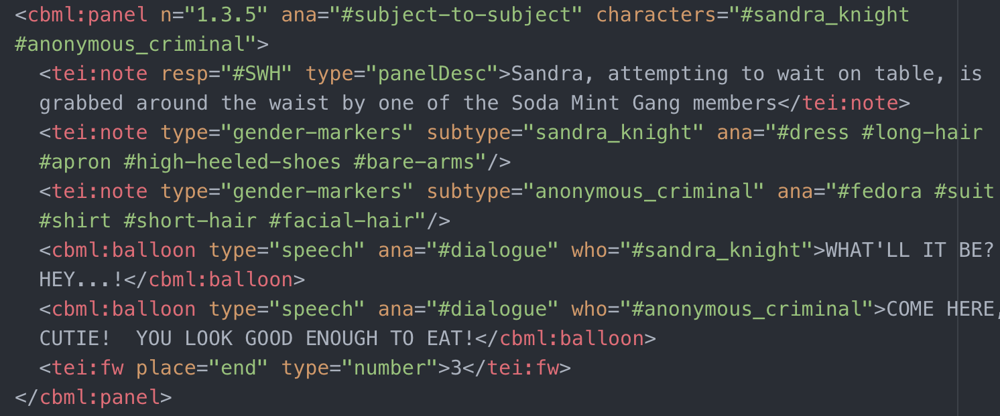 <cbml:panel n="1.3.5" ana="#subject-to-subject" characters="#sandra_knight
#anonymous_criminal">
<tei:note resp="#SWH" type="panelDesc">Sandra, attempting to wait on table, is
grabbed around the waist by one of the Soda Mint Gang members</tei:note>
<tei:note type="gender-markers" subtype="sandra_knight" ana="#dress #long-hair
#apron #high-heeled-shoes #bare-arms"/>
<tei:note type="gender-markers" subtype="anonymous_criminal" ana="#fedora #suit
#shirt #short-hair #facial-hair"/>
<cbml:balloon type="speech" ana="#dialogue" who="#sandra_knight">WHAT'LL IT BE?
HEY...!</cbml:balloon>
<cbml:balloon type="speech" ana="#dialogue" who="#anonymous_criminal">COME HERE,
CUTIE!  YOU LOOK GOOD ENOUGH TO EAT!</cbml:balloon>
<tei:fw place="end" type="number">3</tei:fw>
</cbml:panel>